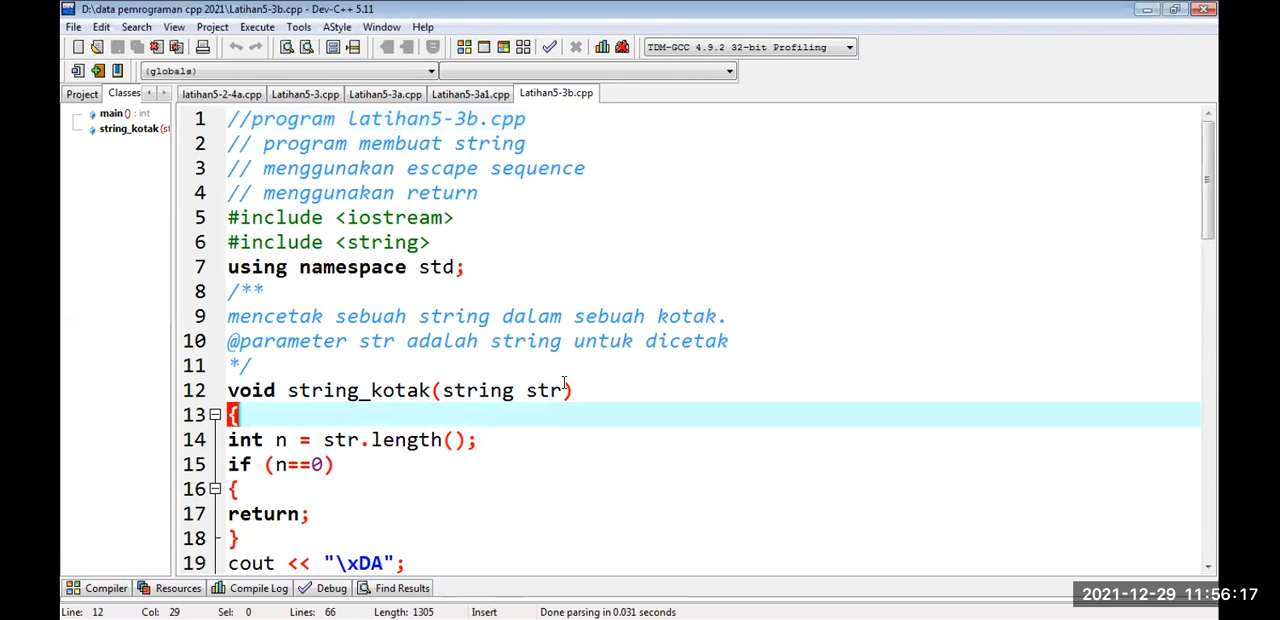 D:\data pemrograman cpp 2021\Latihan5-3b.cpp - Dev-C++ 5.11
File Edit Search View Project Execute Tools AStyle Window Help
TDM-GCC 4.9.2 32-bit Profiling
(globals)
Project Classes latihan5-2-4a.cpp Latihan5-3.cpp Latihan5-3a.cpp Latihan5-3a1.cpp Latihan5-3b.cpp
main() : int
string_kotak(st
1 //program latihan5-3b.cpp
2 // program membuat string
3 // menggunakan escape sequence
4 // menggunakan return
5 #include <iostream>
6 #include <string>
7 using namespace std;
8 /**
9 mencetak sebuah string dalam sebuah kotak.
10 @parameter str adalah string untuk dicetak
11 */
12 void string_kotak(string str)
13 {
14 int n = str.length();
15 if (n==0)
16 {
17 return;
18 }
19 cout << "\xDA";
Compiler Resources Compile Log Debug Find Results
2021-12-29 11:56:17
Line: 12 Col: 29 Sel: 0 Lines: 66 Length: 1305 Insert Done parsing in 0.031 seconds